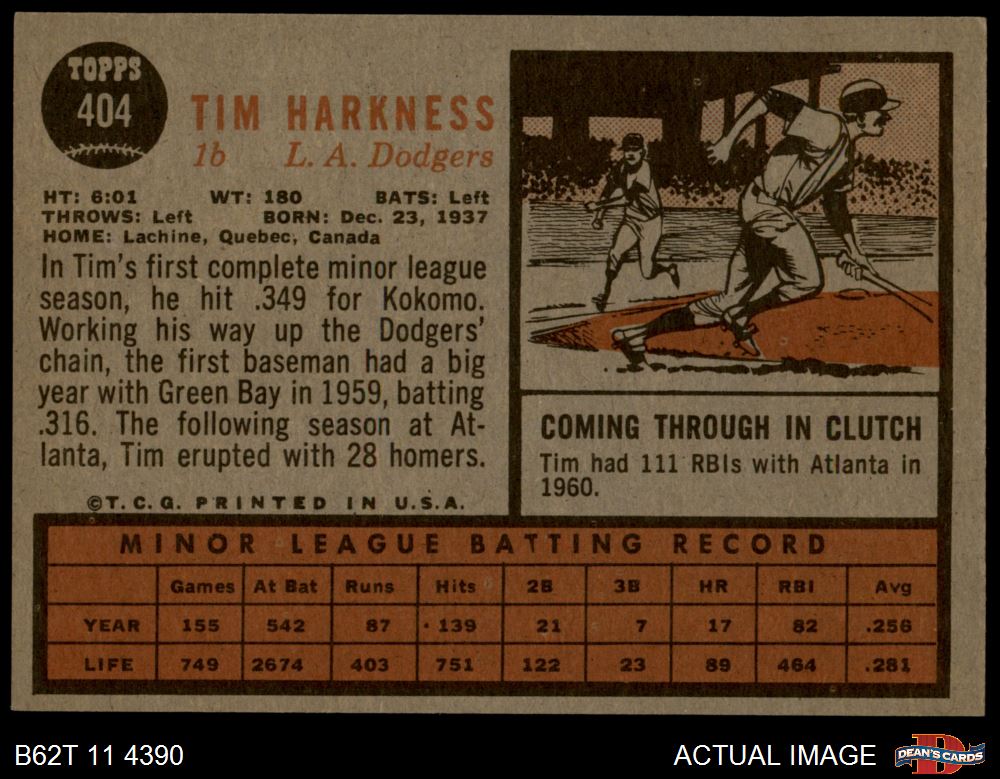 TOPPS
404
TIM HARKNESS
1b L. A. Dodgers
HT: 6:01 WT: 180 BATS: Left
THROWS: Left BORN: Dec. 23, 1937
HOME: Lachine, Quebec, Canada
In Tim's first complete minor league
season, he hit .349 for Kokomo.
Working his way up the Dodgers'
chain, the first baseman had a big
year with Green Bay in 1959, batting
.316. The following season at At-
lanta, Tim erupted with 28 homers.
©T. C. G. PRINTED IN U.S.A.
COMING THROUGH IN CLUTCH
Tim had 111 RBIs with Atlanta in
1960.
MINOR LEAGUE BATTING RECORD
Games At Bat Runs Hits 2B 3B HR RBI Avg
YEAR 155 542 87 139 21 7 17 82 .256
LIFE 749 2674 403 751 122 23 89 464 .281
B62T 11 4390 ACTUAL IMAGE
D
DEAN'S CARDS